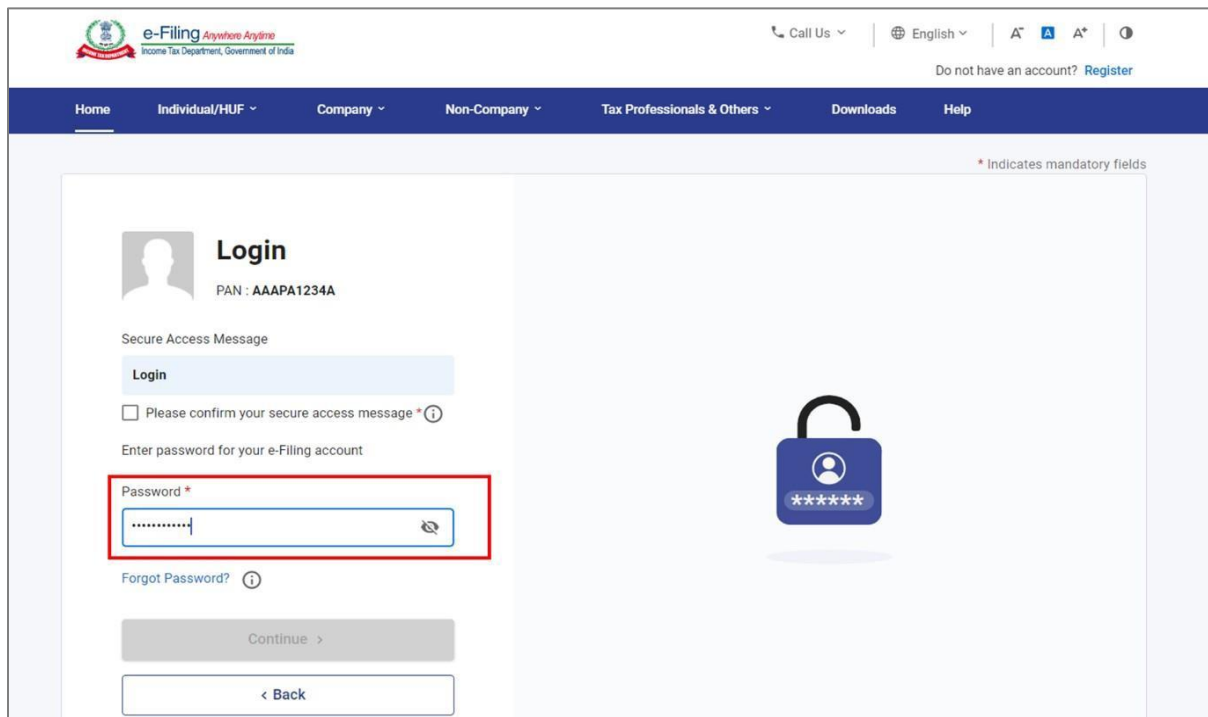 e-Filing Anywhere Anytime
Income Tax Department, Government of India
Call Us
English
A- A A+
Do not have an account? Register
Home Individual/HUF Company Non-Company Tax Professionals & Others Downloads Help
* Indicates mandatory fields
Login
PAN : AAAPA1234A
Secure Access Message
Login
Please confirm your secure access message *
Enter password for your e-Filing account
Password *
••••••••••••
******
Forgot Password?
Continue >
< Back